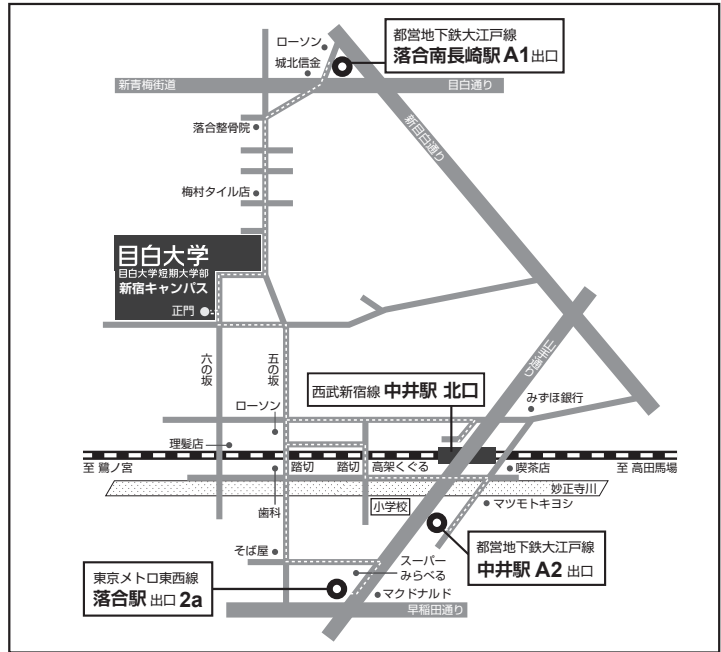 都営地下鉄大江戸線
落合南長崎駅 A1 出口
ローソン
城北信金
新青梅街道
目白通り
落合整骨院
新目白通り
梅村タイル店
目白大学
目白大学短期大学部
新宿キャンパス
正門
六の坂
五の坂
山手通り
西武新宿線 中井駅 北口
みずほ銀行
ローソン
理髪店
至 鷺ノ宮
踏切
踏切
高架くぐる
喫茶店
至 高田馬場
妙正寺川
歯科
小学校
マツモトキヨシ
都営地下鉄大江戸線
中井駅 A2 出口
そば屋
スーパー
みらべる
東京メトロ東西線
落合駅 出口 2a
マクドナルド
早稲田通り